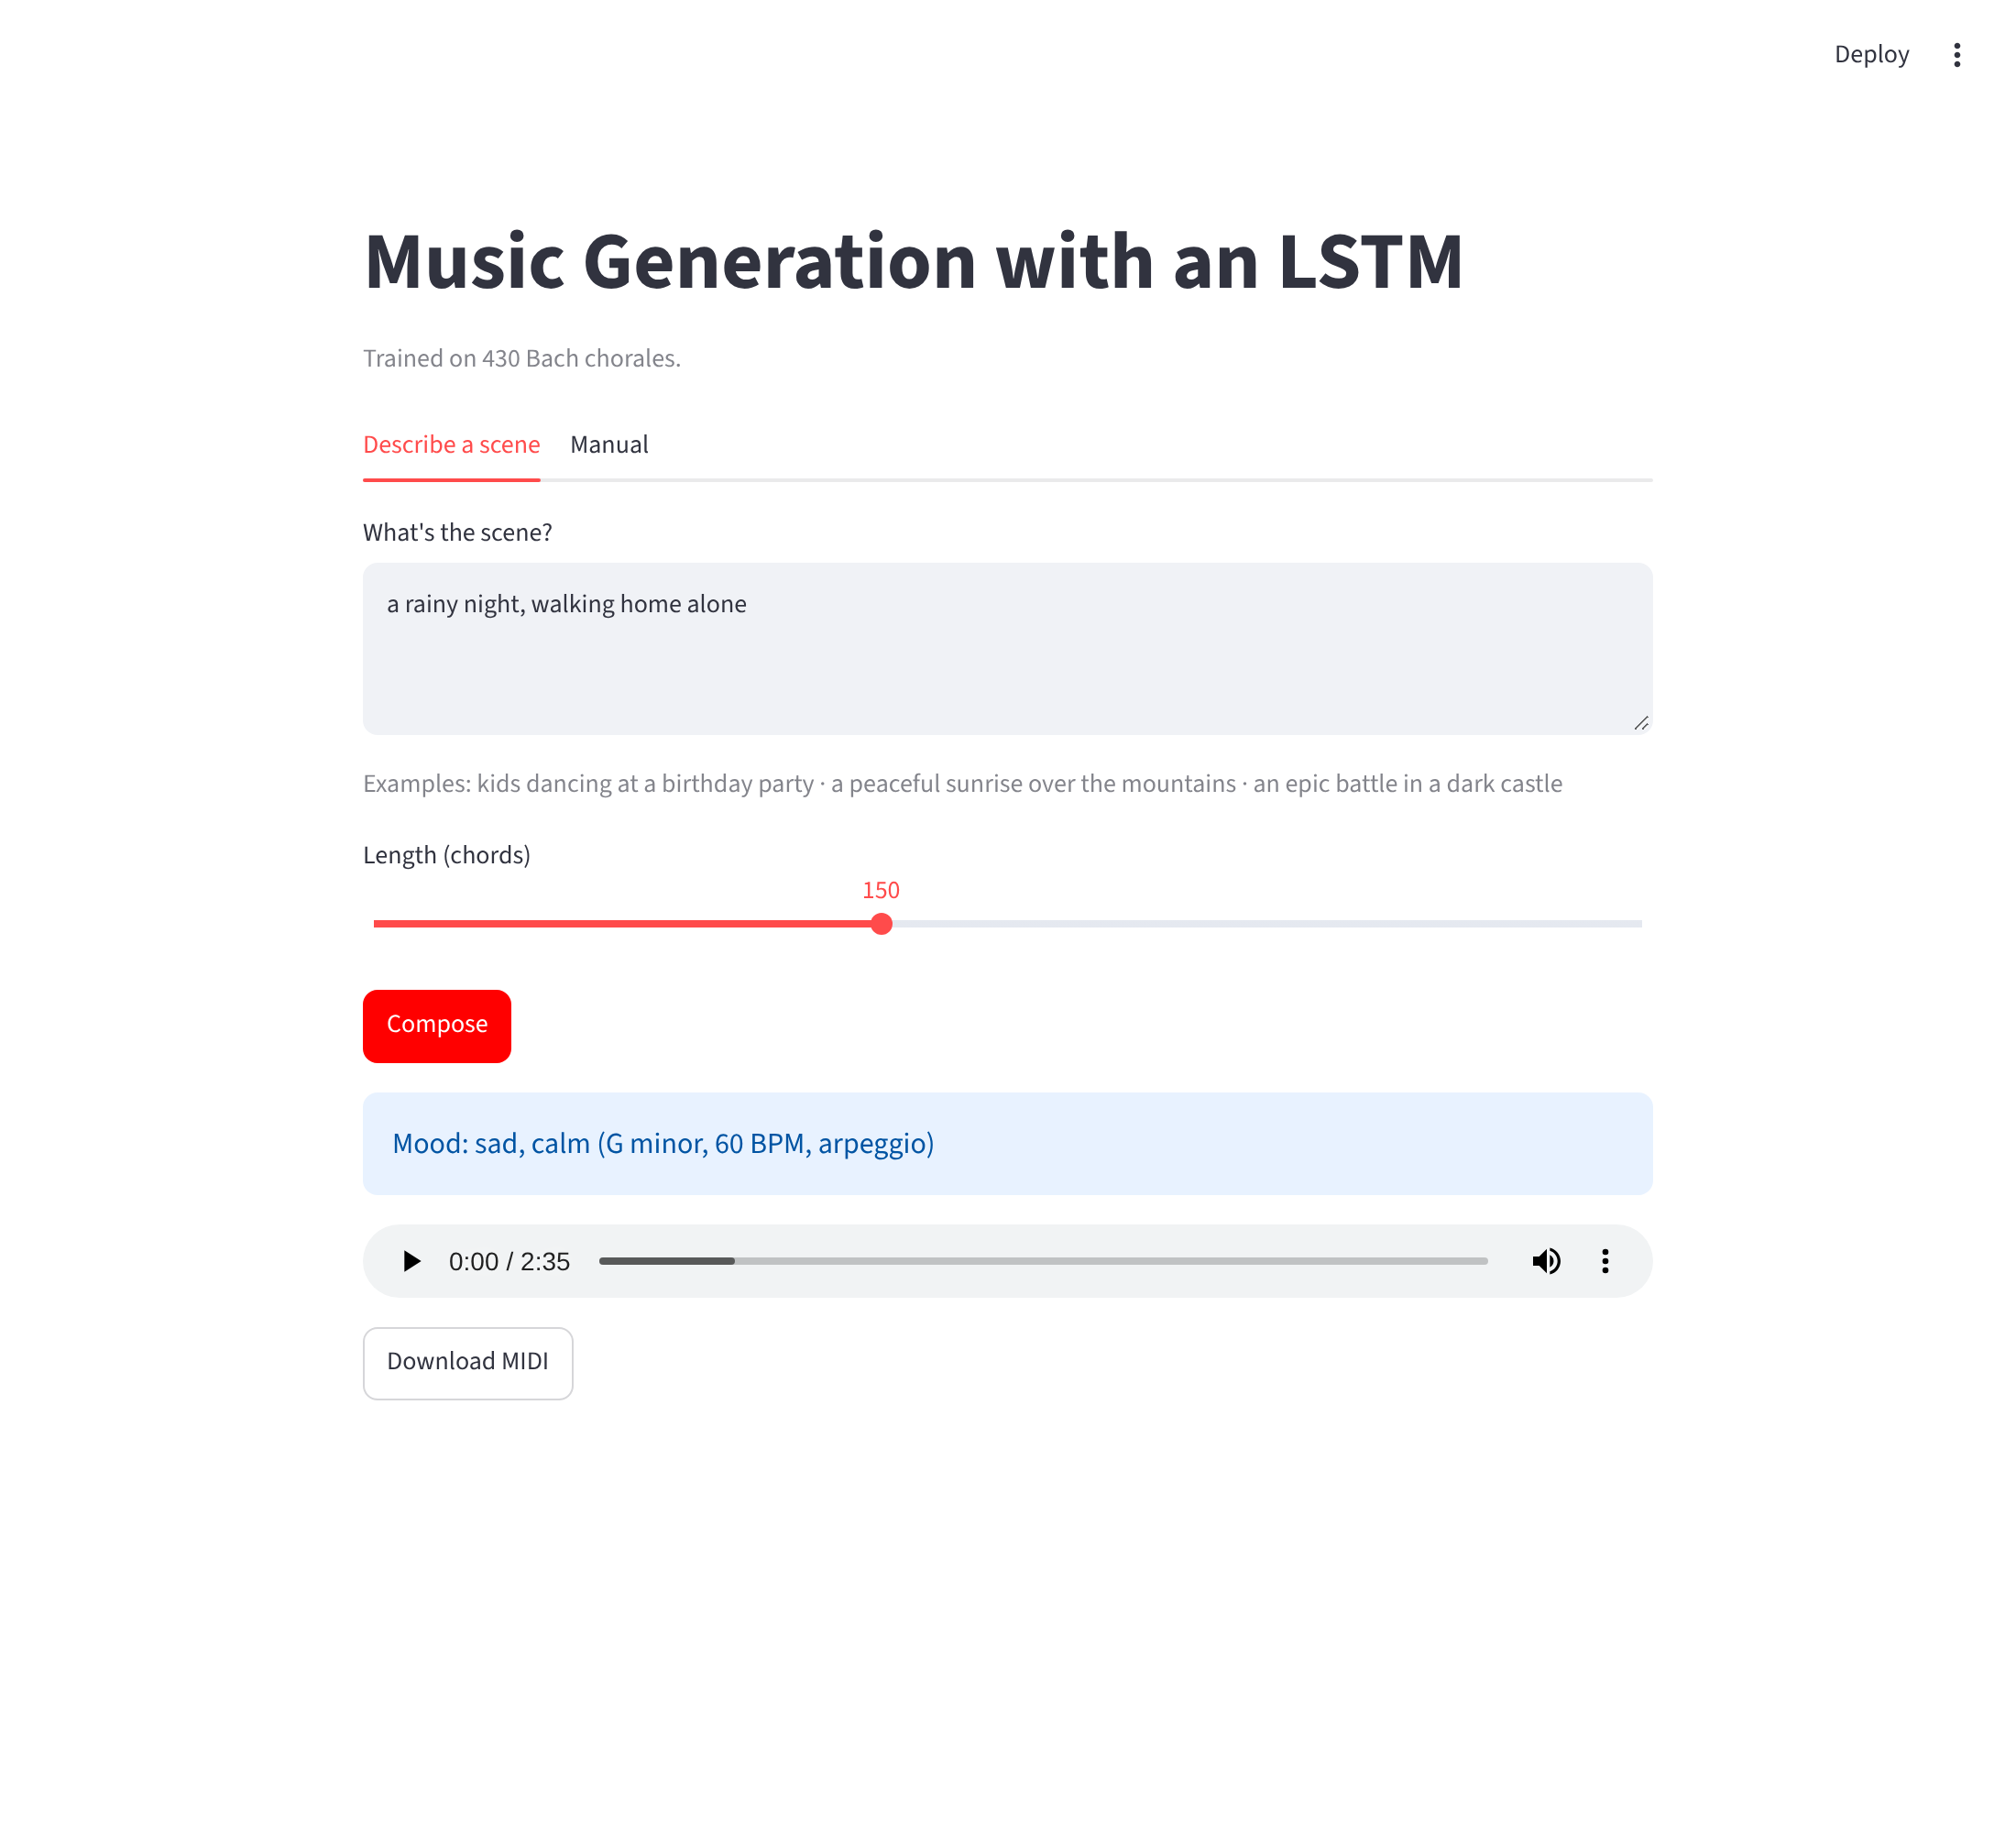 Deploy
Music Generation with an LSTM
Trained on 430 Bach chorales.
Describe a scene Manual
What's the scene?
a rainy night, walking home alone
Examples: kids dancing at a birthday party · a peaceful sunrise over the mountains · an epic battle in a dark castle
Length (chords)
150
Compose
Mood: sad, calm (G minor, 60 BPM, arpeggio)
0:00 / 2:35
Download MIDI